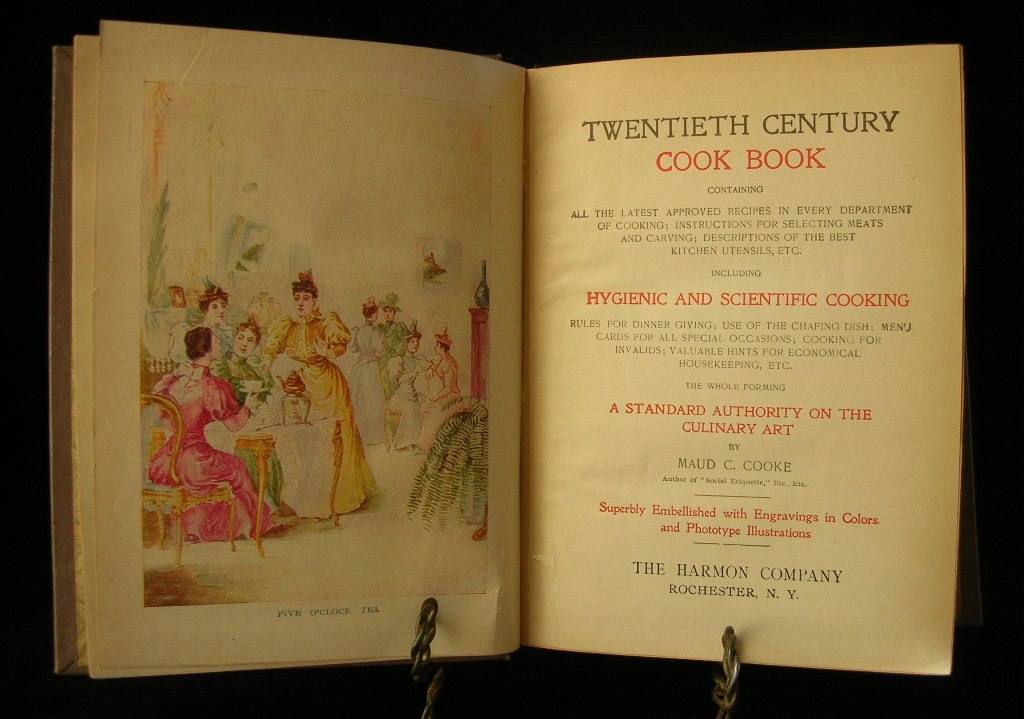 FIVE O'CLOCK TEA
TWENTIETH CENTURY
COOK BOOK
CONTAINING
ALL THE LATEST APPROVED RECIPES IN EVERY DEPARTMENT
OF COOKING; INSTRUCTIONS FOR SELECTING MEATS
AND CARVING; DESCRIPTIONS OF THE BEST
KITCHEN UTENSILS, ETC.
INCLUDING
HYGIENIC AND SCIENTIFIC COOKING
RULES FOR DINNER GIVING; USE OF THE CHAFING DISH; MENU
CARDS FOR ALL SPECIAL OCCASIONS; COOKING FOR
INVALIDS; VALUABLE HINTS FOR ECONOMICAL
HOUSEKEEPING, ETC.
THE WHOLE FORMING
A STANDARD AUTHORITY ON THE
CULINARY ART
BY
MAUD C. COOKE
Author of "Social Etiquette," Etc., Etc.
Superbly Embellished with Engravings in Colors
and Phototype Illustrations
THE HARMON COMPANY
ROCHESTER, N. Y.